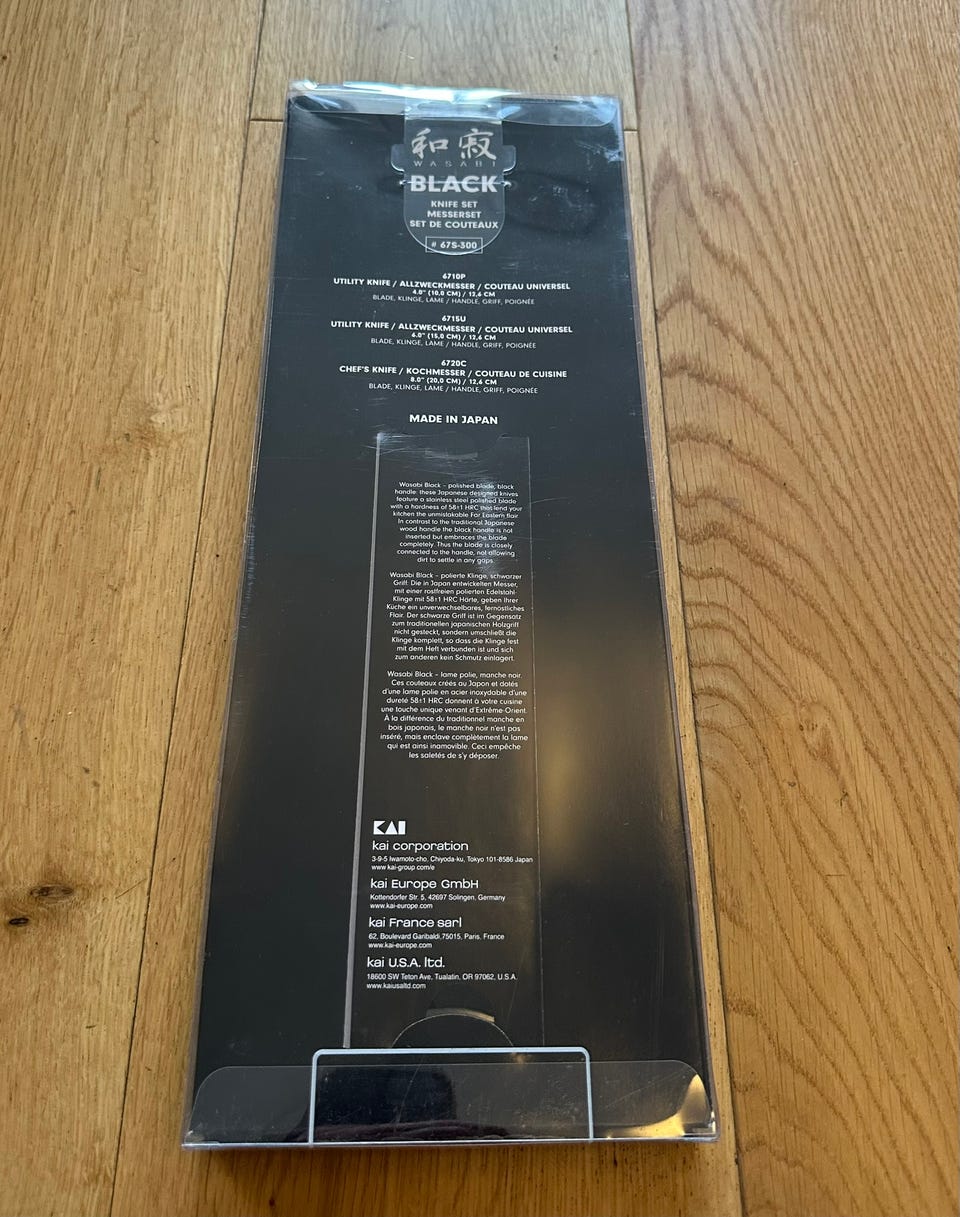 和寂
WASABI
BLACK
KNIFE SET
MESSERSET
SET DE COUTEAUX
# 67S-300
6710P
UTILITY KNIFE / ALLZWECKMESSER / COUTEAU UNIVERSEL
4.0" (10,0 CM) / 12,6 CM
BLADE, KLINGE, LAME / HANDLE, GRIFF, POIGNÉE
6715U
UTILITY KNIFE / ALLZWECKMESSER / COUTEAU UNIVERSEL
6.0" (15,0 CM) / 12,6 CM
BLADE, KLINGE, LAME / HANDLE, GRIFF, POIGNÉE
6720C
CHEF'S KNIFE / KOCHMESSER / COUTEAU DE CUISINE
8.0" (20,0 CM) / 12,6 CM
BLADE, KLINGE, LAME / HANDLE, GRIFF, POIGNÉE
MADE IN JAPAN
Wasabi Black – polished blade, black
handle: these Japanese designed knives
feature a stainless steel polished blade
with a hardness of 58±1 HRC that lend your
kitchen the unmistakable Far Eastern flair.
In contrast to the traditional Japanese
wood handle the black handle is not
inserted but embraces the blade
completely. Thus the blade is closely
connected to the handle, not allowing
dirt to settle in any gaps.
Wasabi Black – polierte Klinge, schwarzer
Griff: Die in Japan entwickelten Messer,
mit einer rostfreien polierten Edelstahl-
Klinge mit 58±1 HRC Härte, geben Ihrer
Küche ein unverwechselbares, fernöstliches
Flair. Der schwarze Griff ist im Gegensatz
zum traditionellen japanischen Holzgriff
nicht gesteckt, sondern umschließt die
Klinge komplett, so dass die Klinge fest
mit dem Heft verbunden ist und sich
zum anderen kein Schmutz einlagert.
Wasabi Black – lame polie, manche noir.
Ces couteaux créés au Japon et dotés
d'une lame polie en acier inoxydable d'une
dureté 58±1 HRC donnent à votre cuisine
une touche unique venant d'Extrême-Orient.
À la différence du traditionnel manche en
bois japonais, le manche noir n'est pas
inséré, mais enclave complètement la lame
qui est ainsi inamovible. Ceci empêche
les saletés de s'y déposer.
KAI
kai corporation
3-9-5 Iwamoto-cho, Chiyoda-ku, Tokyo 101-8586 Japan
www.kai-group.com/e
kai Europe GmbH
Kottendorfer Str. 5, 42697 Solingen, Germany
www.kai-europe.com
kai France sarl
62, Boulevard Garibaldi,75015, Paris, France
www.kai-europe.com
kai U.S.A. ltd.
18600 SW Teton Ave, Tualatin, OR 97062, U.S.A.
www.kaiusaltd.com